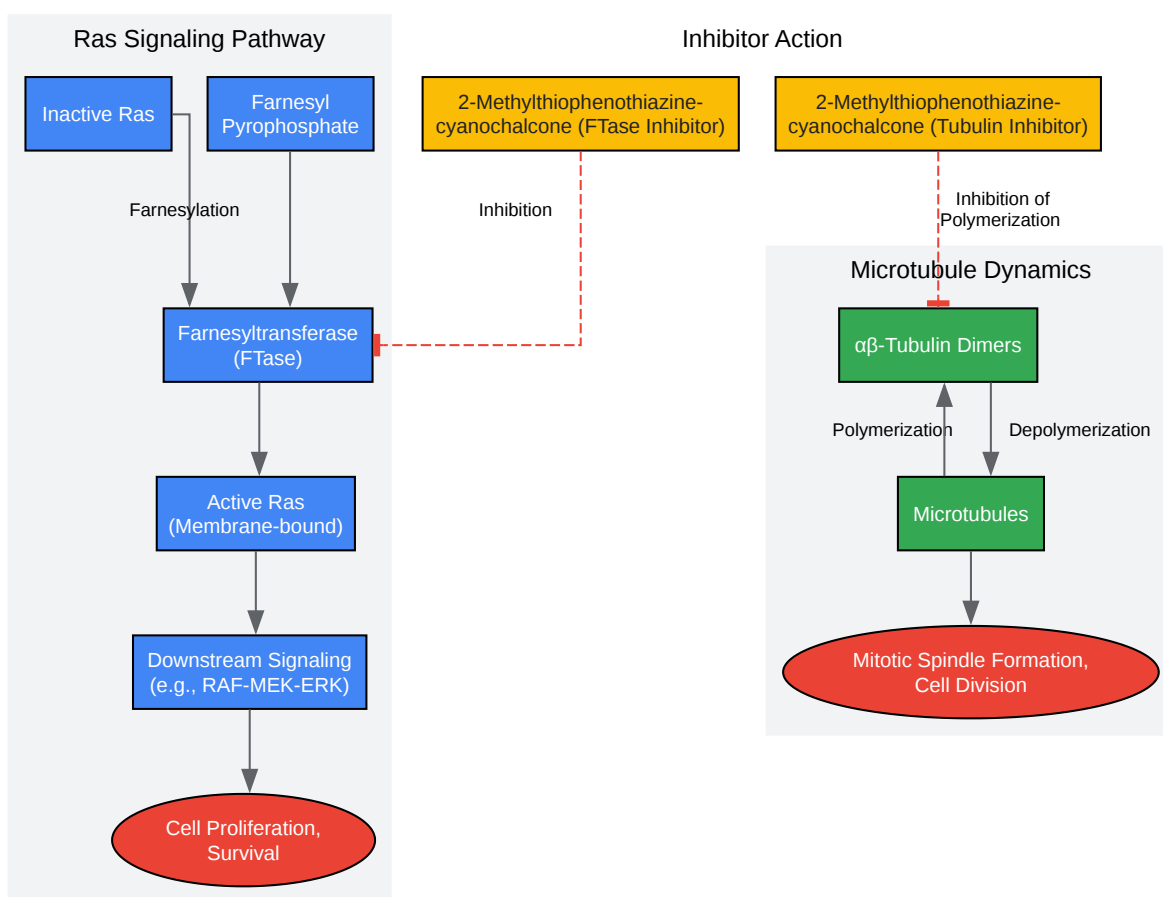 Ras Signaling Pathway
Inhibitor Action
Inactive Ras
Farnesyl
Pyrophosphate
2-Methylthiophenothiazine-
cyanochalcone (FTase Inhibitor)
2-Methylthiophenothiazine-
cyanochalcone (Tubulin Inhibitor)
Farnesylation
Inhibition
Inhibition of
Polymerization
Microtubule Dynamics
Farnesyltransferase
(FTase)
αβ-Tubulin Dimers
Polymerization
Depolymerization
Active Ras
(Membrane-bound)
Microtubules
Downstream Signaling
(e.g., RAF-MEK-ERK)
Mitotic Spindle Formation,
Cell Division
Cell Proliferation,
Survival